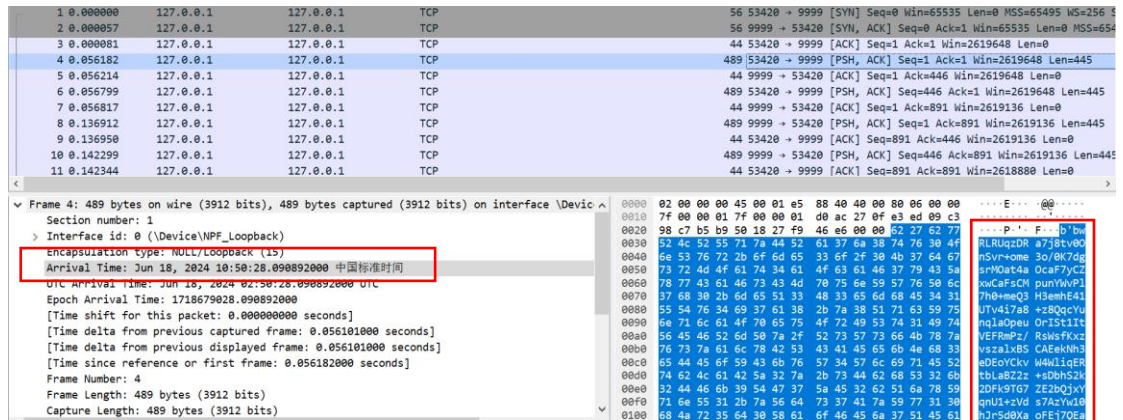 1 0.000000 127.0.0.1 127.0.0.1 TCP 56 53420 → 9999 [SYN] Seq=0 Win=65535 Len=0 MSS=65495 WS=256 S
2 0.000057 127.0.0.1 127.0.0.1 TCP 56 9999 → 53420 [SYN, ACK] Seq=0 Ack=1 Win=65535 Len=0 MSS=654
3 0.000081 127.0.0.1 127.0.0.1 TCP 44 53420 → 9999 [ACK] Seq=1 Ack=1 Win=2619648 Len=0
4 0.056182 127.0.0.1 127.0.0.1 TCP 489 53420 → 9999 [PSH, ACK] Seq=1 Ack=1 Win=2619648 Len=445
5 0.056214 127.0.0.1 127.0.0.1 TCP 44 9999 → 53420 [ACK] Seq=1 Ack=446 Win=2619648 Len=0
6 0.056799 127.0.0.1 127.0.0.1 TCP 489 53420 → 9999 [PSH, ACK] Seq=446 Ack=1 Win=2619648 Len=445
7 0.056817 127.0.0.1 127.0.0.1 TCP 44 9999 → 53420 [ACK] Seq=1 Ack=891 Win=2619136 Len=0
8 0.136912 127.0.0.1 127.0.0.1 TCP 489 9999 → 53420 [PSH, ACK] Seq=1 Ack=891 Win=2619136 Len=445
9 0.136950 127.0.0.1 127.0.0.1 TCP 44 53420 → 9999 [ACK] Seq=891 Ack=446 Win=2619136 Len=0
10 0.142299 127.0.0.1 127.0.0.1 TCP 489 9999 → 53420 [PSH, ACK] Seq=446 Ack=891 Win=2619136 Len=445
11 0.142344 127.0.0.1 127.0.0.1 TCP 44 53420 → 9999 [ACK] Seq=891 Ack=891 Win=2618880 Len=0
Frame 4: 489 bytes on wire (3912 bits), 489 bytes captured (3912 bits) on interface \Devic
Section number: 1
Interface id: 0 (\Device\NPF_Loopback)
Encapsulation type: NULL/Loopback (15)
Arrival Time: Jun 18, 2024 10:50:28.090892000 中国标准时间
UTC Arrival Time: Jun 18, 2024 02:50:28.090892000 UTC
Epoch Arrival Time: 1718679028.090892000
[Time shift for this packet: 0.000000000 seconds]
[Time delta from previous captured frame: 0.056101000 seconds]
[Time delta from previous displayed frame: 0.056101000 seconds]
[Time since reference or first frame: 0.056182000 seconds]
Frame Number: 4
Frame Length: 489 bytes (3912 bits)
Capture Length: 489 bytes (3912 bits)
0000 02 00 00 00 45 00 01 e5 88 40 40 00 80 06 00 00 ····E··· ·@@·····
0010 7f 00 00 01 7f 00 00 01 d0 ac 27 0f e3 ed 09 c3
0020 98 c7 b5 b9 50 18 27 f9 46 e6 00 00 62 27 62 77 ····P·'· F···b'bw
0030 52 4c 52 55 71 7a 44 52 61 37 6a 38 74 76 30 4f RLRUqzDR a7j8tv0O
0040 6e 53 76 72 2b 6f 6d 65 33 6f 2f 30 4b 37 64 67 nSvr+ome 3o/0K7dg
0050 73 72 4d 4f 61 74 34 61 4f 63 61 46 37 79 43 5a srMOat4a OcaF7yCZ
0060 78 77 43 61 46 73 43 4d 70 75 6e 59 57 76 50 6c xwCaFsCM punYWvPl
0070 37 68 30 2b 6d 65 51 33 48 33 65 6d 68 45 34 31 7h0+meQ3 H3emhE41
0080 55 54 76 34 69 37 61 38 2b 7a 38 51 71 63 59 75 UTv4i7a8 +z8QqcYu
0090 6e 71 6c 61 4f 70 65 75 4f 72 49 53 74 31 49 74 nqlaOpeu OrISt1It
00a0 56 45 46 52 6d 50 7a 2f 52 73 57 73 66 4b 78 7a VEFRmPz/ RsWsfKxz
00b0 76 73 7a 61 6c 78 42 53 43 41 45 65 6b 4e 68 33 vszalxBS CAEekNh3
00c0 65 44 45 6f 59 43 6b 76 57 34 57 6c 69 71 45 52 eDEoYCkv W4WliqER
00d0 74 62 4c 61 42 5a 32 7a 2b 73 44 62 68 53 32 6b tbLaBZ2z +sDbhS2k
00e0 32 44 46 6b 39 54 47 37 5a 45 32 62 51 6a 78 59 2DFk9TG7 ZE2bQjxY
00f0 71 6e 55 31 2b 7a 56 64 73 37 41 7a 59 77 31 30 qnU1+zVd s7AzYw10
0100 68 4a 72 35 64 30 58 61 6f 46 45 6a 37 51 45 61 hJr5d0Xa oFEj7QEa